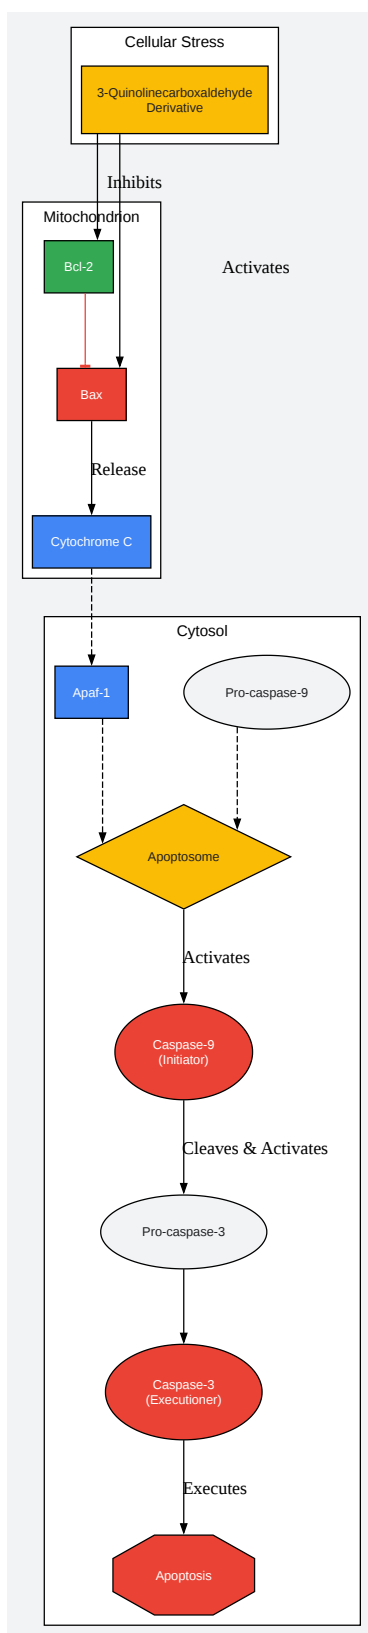 Cellular Stress
3-Quinolinecarboxaldehyde
Derivative
Inhibits
Mitochondrion
Bcl-2
Activates
Bax
Release
Cytochrome C
Cytosol
Apaf-1
Pro-caspase-9
Apoptosome
Activates
Caspase-9
(Initiator)
Cleaves & Activates
Pro-caspase-3
Caspase-3
(Executioner)
Executes
Apoptosis